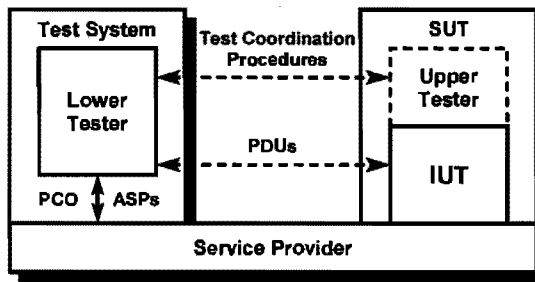 Test System
Test Coordination
Procedures
SUT
Lower
Tester
Upper
Tester
PDUs
IUT
PCO ASPs
Service Provider